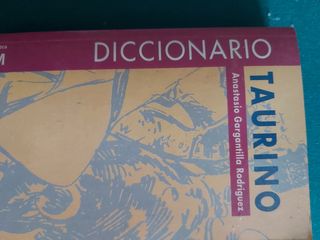 DICCIONARIO
TAURINO
Anastasio Gargantilla Rodríguez